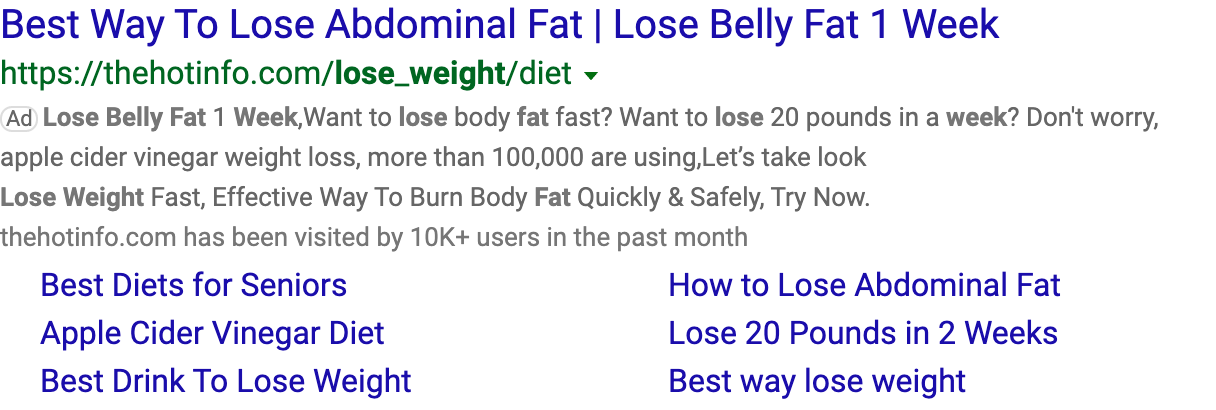 Best Way To Lose Abdominal Fat | Lose Belly Fat 1 Week
https://thehotinfo.com/lose_weight/diet
Ad Lose Belly Fat 1 Week,Want to lose body fat fast? Want to lose 20 pounds in a week? Don't worry,
apple cider vinegar weight loss, more than 100,000 are using,Let’s take look
Lose Weight Fast, Effective Way To Burn Body Fat Quickly & Safely, Try Now.
thehotinfo.com has been visited by 10K+ users in the past month
Best Diets for Seniors
How to Lose Abdominal Fat
Apple Cider Vinegar Diet
Lose 20 Pounds in 2 Weeks
Best Drink To Lose Weight
Best way lose weight